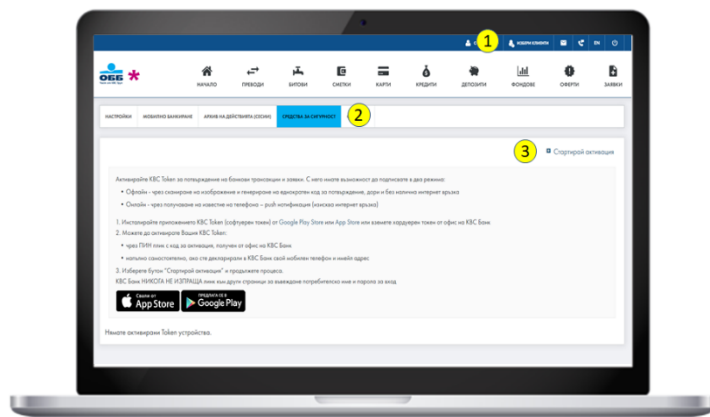 1
ИЗБЕРИ КЛИЕНТИ
EN
ОББ
НАЧАЛО
ПРЕВОДИ
БИТОВИ
СМЕТКИ
КАРТИ
КРЕДИТИ
ДЕПОЗИТИ
ФОНДОВЕ
ОФЕРТИ
ЗАЯВКИ
НАСТРОЙКИ
МОБИЛНО БАНКИРАНЕ
АРХИВ НА ДЕЙСТВИЯТА (СЕСИИ)
СРЕДСТВА ЗА СИГУРНОСТ
2
3
Стартирай активация
Активирайте KBC Token за потвърждение на банкови транзакции и заявки. С него имате възможност да подписвате в два режима:
• Офлайн - чрез сканиране на изображение и генериране на еднократен код за потвърждение, дори и без налична интернет връзка
• Онлайн - чрез получаване на известие на телефона – push нотификация (изисква интернет връзка)
1. Инсталирайте приложението KBC Token (софтуерен токен) от Google Play Store или App Store или вземете хардуерен токен от офис на KBC Банк
2. Можете да активирате Вашия KBC Token:
• чрез ПИН плик с код за активация, получен от офис на KBC Банк
• напълно самостоятелно, ако сте декларирали в KBC Банк свой мобилен телефон и имейл адрес
3. Изберете бутон "Стартирай активация" и продължете процеса.
KBC Банк НИКОГА НЕ ИЗПРАЩА линк към други страници за въвеждане потребителско име и парола за вход
Свали от
App Store
ПРЕДЛАГА СЕ В
Google Play
Нямате активирани Token устройства.